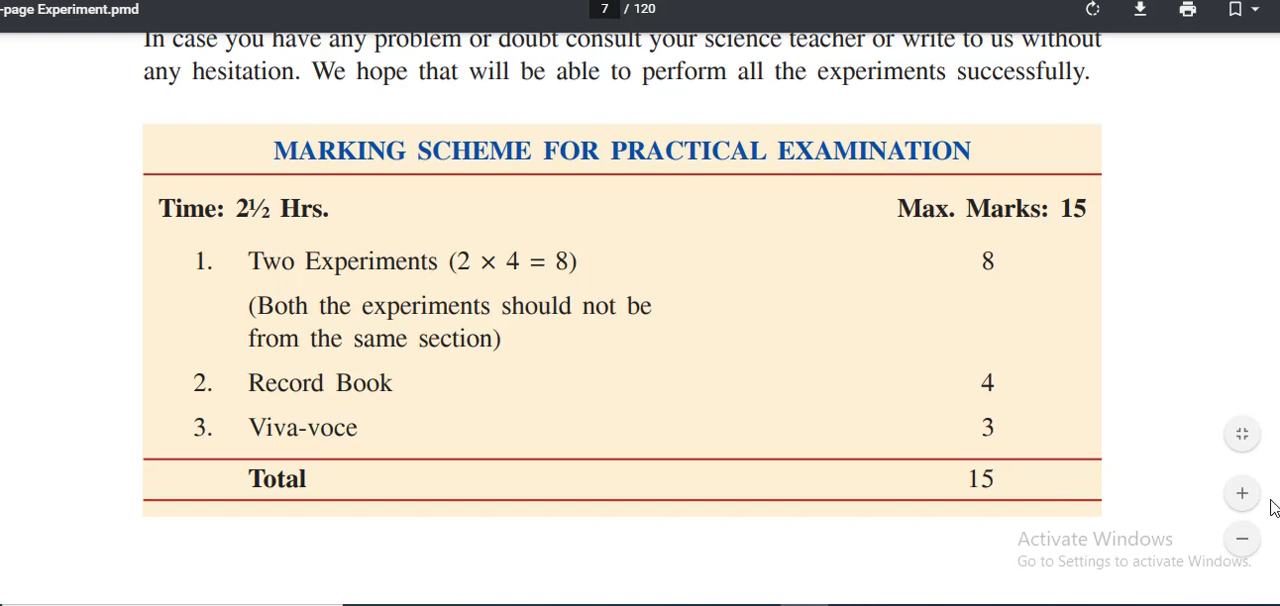 -page Experiment.pmd 7 / 120
In case you have any problem or doubt consult your science teacher or write to us without
any hesitation. We hope that will be able to perform all the experiments successfully.
MARKING SCHEME FOR PRACTICAL EXAMINATION
Time: 2½ Hrs. Max. Marks: 15
1. Two Experiments (2 × 4 = 8) 8
(Both the experiments should not be
from the same section)
2. Record Book 4
3. Viva-voce 3
Total 15
Activate Windows
Go to Settings to activate Windows.